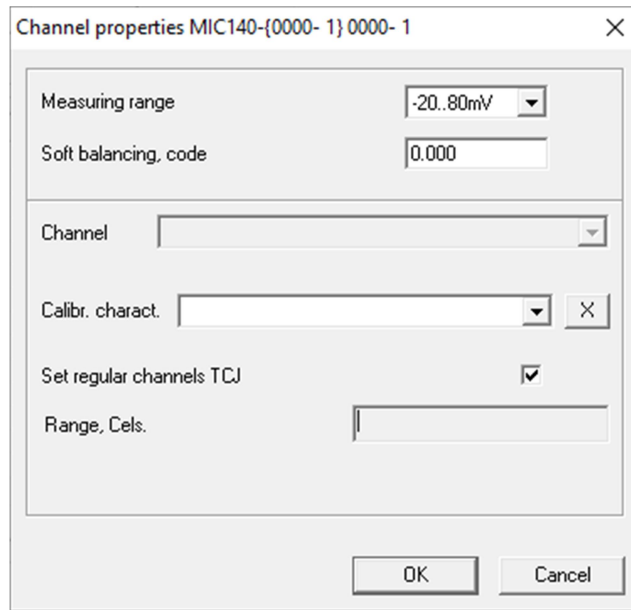 Channel properties MIC140-{0000- 1} 0000- 1
Measuring range -20..80mV
Soft balancing, code 0.000
Channel
Calibr. charact. X
Set regular channels TCJ
Range, Cels.
OK Cancel